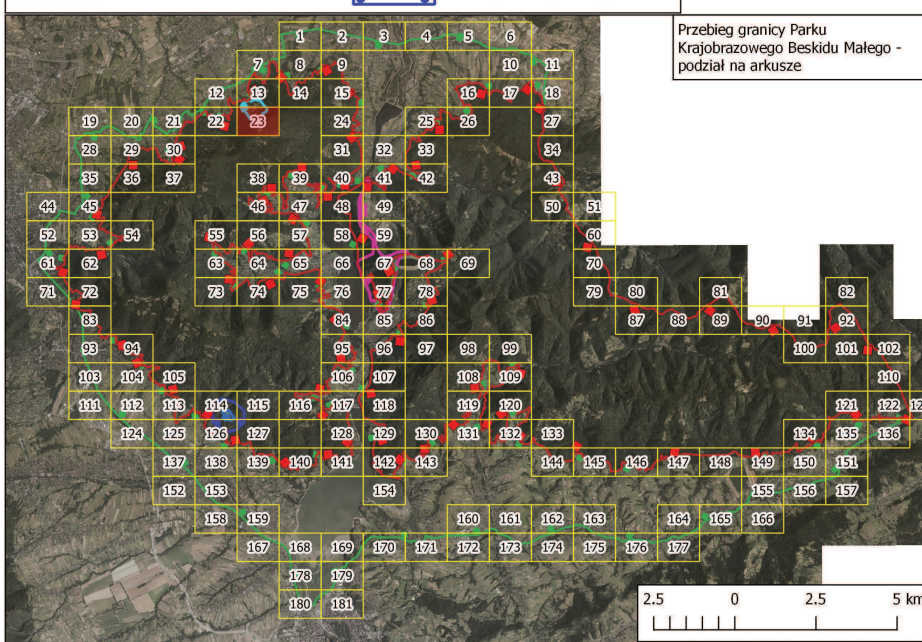 Przebieg granicy Parku
Krajobrazowego Beskidu Małego -
podział na arkusze
1 2 3 4 5 6
7 8 9 10 11
12 13 14 15 16 17 18
19 20 21 22 23 24 25 26 27
28 29 30 31 32 33 34
35 36 37 38 39 40 41 42 43
44 45 46 47 48 49 50 51
52 53 54 55 56 57 58 59 60
61 62 63 64 65 66 67 68 69 70
71 72 73 74 75 76 77 78 79 80 81 82
83 84 85 86 87 88 89 90 91 92
93 94 95 96 97 98 99 100 101 102
103 104 105 106 107 108 109 110
111 112 113 114 115 116 117 118 119 120 121 122
124 125 126 127 128 129 130 131 132 133 134 135 136
137 138 139 140 141 142 143 144 145 146 147 148 149 150 151
152 153 154 155 156 157
158 159 160 161 162 163 164 165 166
167 168 169 170 171 172 173 174 175 176 177
178 179
180 181
2.5 0 2.5 5 km